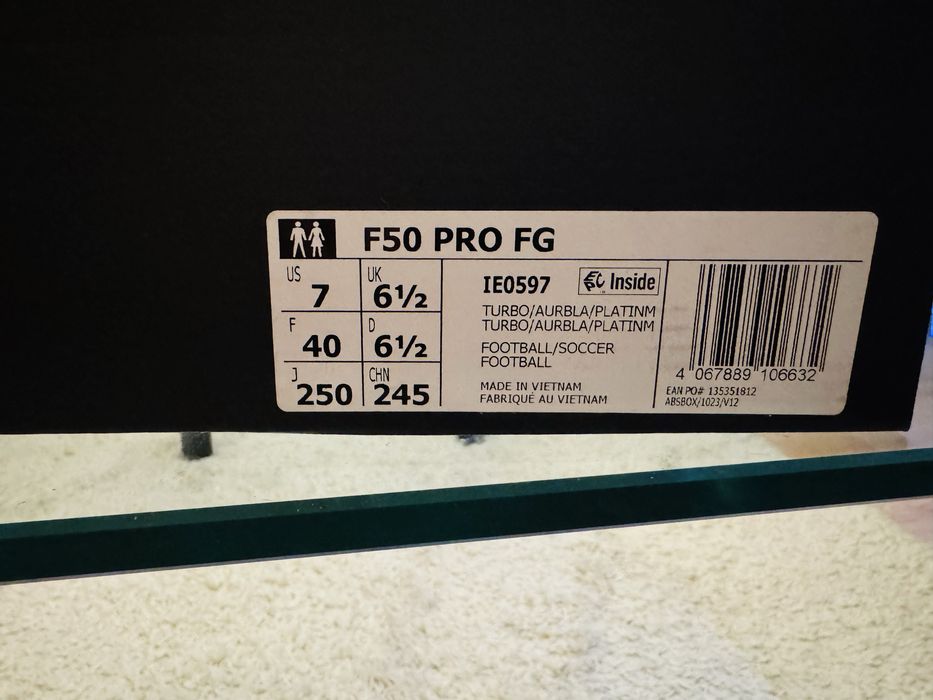 F50 PRO FG
US
7
UK
6½
F
40
D
6½
J
250
CHN
245
IE0597
Inside
TURBO/AURBLA/PLATINM
TURBO/AURBLA/PLATINM
FOOTBALL/SOCCER
FOOTBALL
MADE IN VIETNAM
FABRIQUÉ AU VIETNAM
4 067889 106632
EAN PO# 135351812
ABSBOX/1023/V12